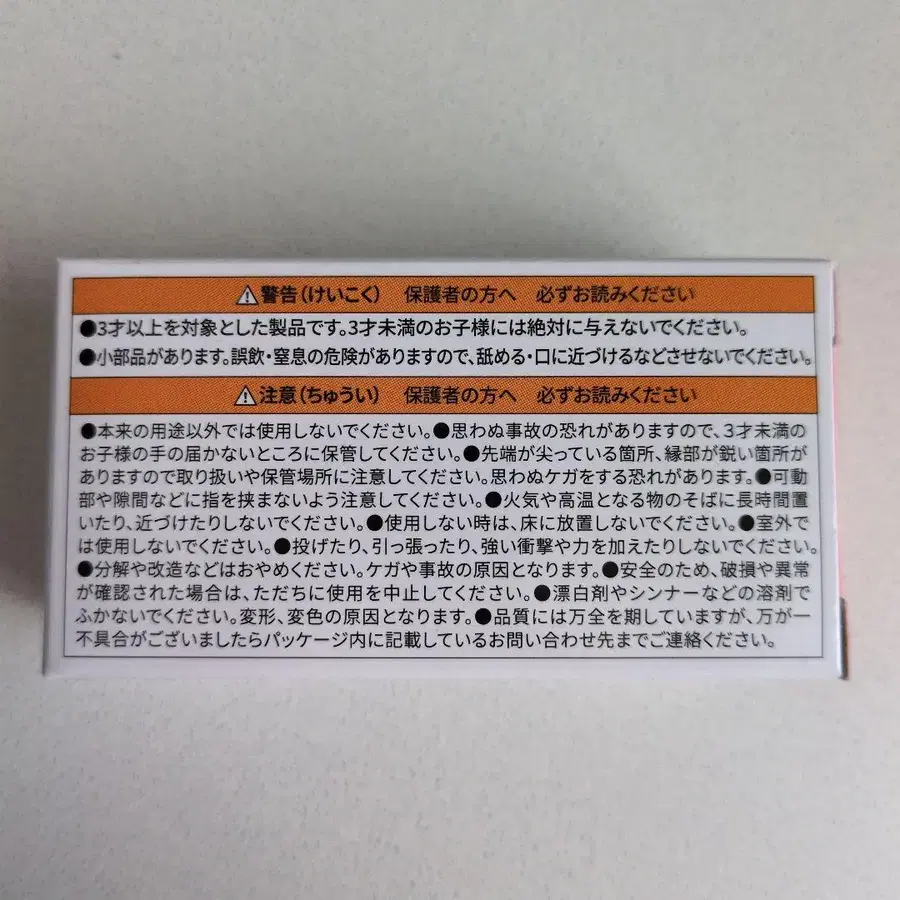 ⚠警告(けいこく) 保護者の方へ 必ずお読みください
●3才以上を対象とした製品です。3才未満のお子様には絶対に与えないでください。
●小部品があります。誤飲・窒息の危険がありますので、舐める・口に近づけるなどさせないでください。
⚠注意(ちゅうい) 保護者の方へ 必ずお読みください
●本来の用途以外では使用しないでください。●思わぬ事故の恐れがありますので、3才未満の
お子様の手の届かないところに保管してください。●先端が尖っている箇所、縁部が鋭い箇所が
ありますので取り扱いや保管場所に注意してください。思わぬケガをする恐れがあります。●可動
部や隙間などに指を挟まないよう注意してください。●火気や高温となる物のそばに長時間置
いたり、近づけたりしないでください。●使用しない時は、床に放置しないでください。●室外で
は使用しないでください。●投げたり、引っ張ったり、強い衝撃や力を加えたりしないでください。
●分解や改造などはおやめください。ケガや事故の原因となります。●安全のため、破損や異常
が確認された場合は、ただちに使用を中止してください。●漂白剤やシンナーなどの溶剤で
ふかないでください。変形、変色の原因となります。●品質には万全を期していますが、万が一
不具合がございましたらパッケージ内に記載しているお問い合わせ先までご連絡ください。